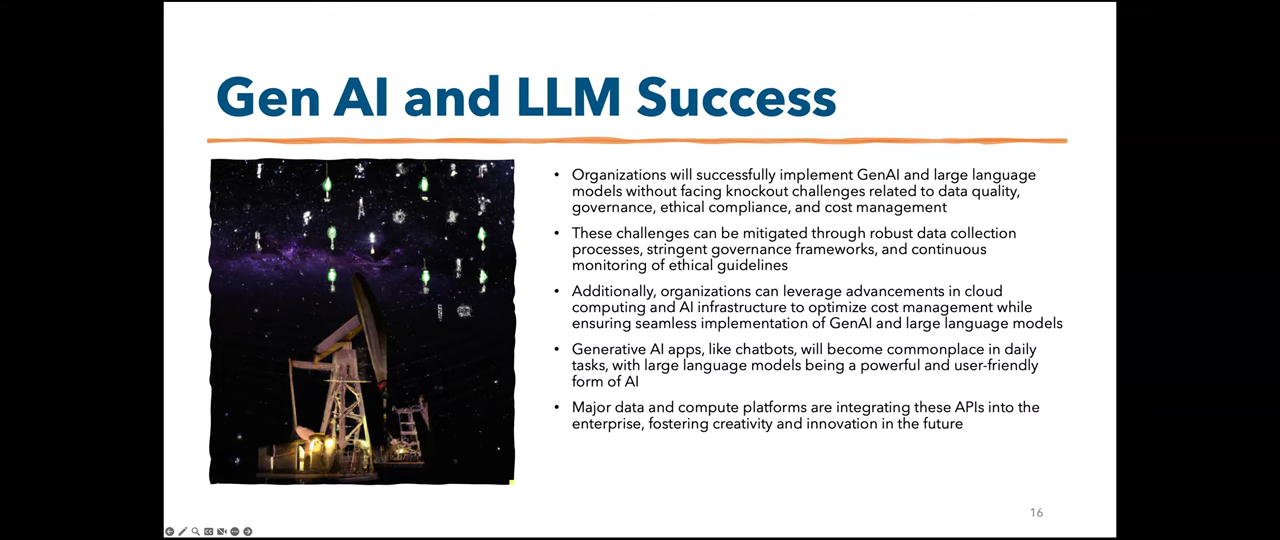 Gen AI and LLM Success
• Organizations will successfully implement GenAI and large language
models without facing knockout challenges related to data quality,
governance, ethical compliance, and cost management
• These challenges can be mitigated through robust data collection
processes, stringent governance frameworks, and continuous
monitoring of ethical guidelines
• Additionally, organizations can leverage advancements in cloud
computing and AI infrastructure to optimize cost management while
ensuring seamless implementation of GenAI and large language models
• Generative AI apps, like chatbots, will become commonplace in daily
tasks, with large language models being a powerful and user-friendly
form of AI
• Major data and compute platforms are integrating these APIs into the
enterprise, fostering creativity and innovation in the future
16